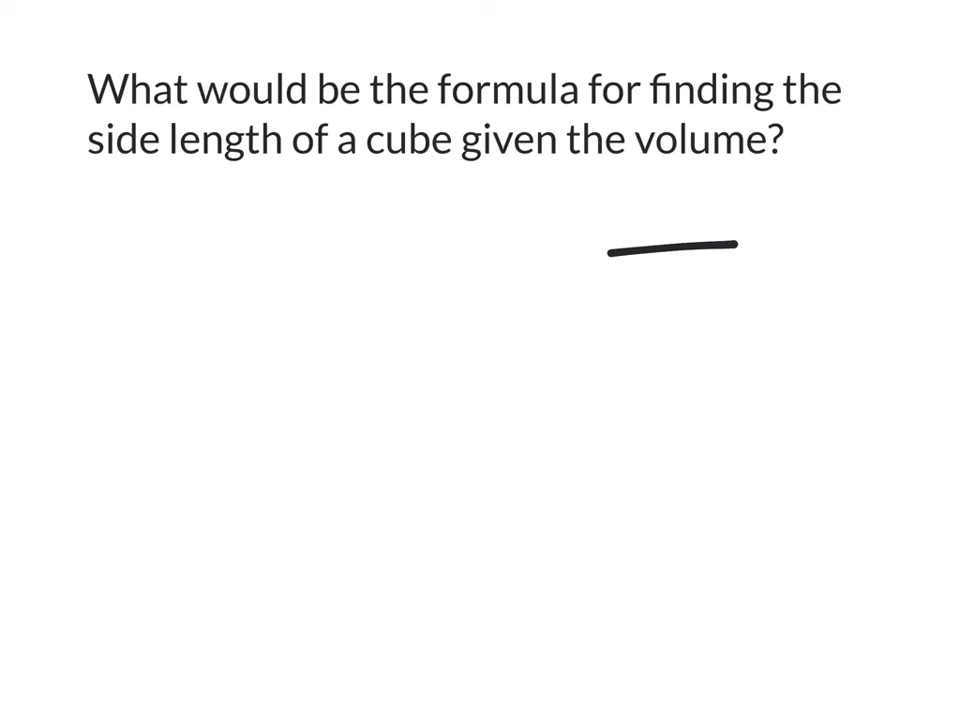 What would be the formula for finding the
side length of a cube given the volume?